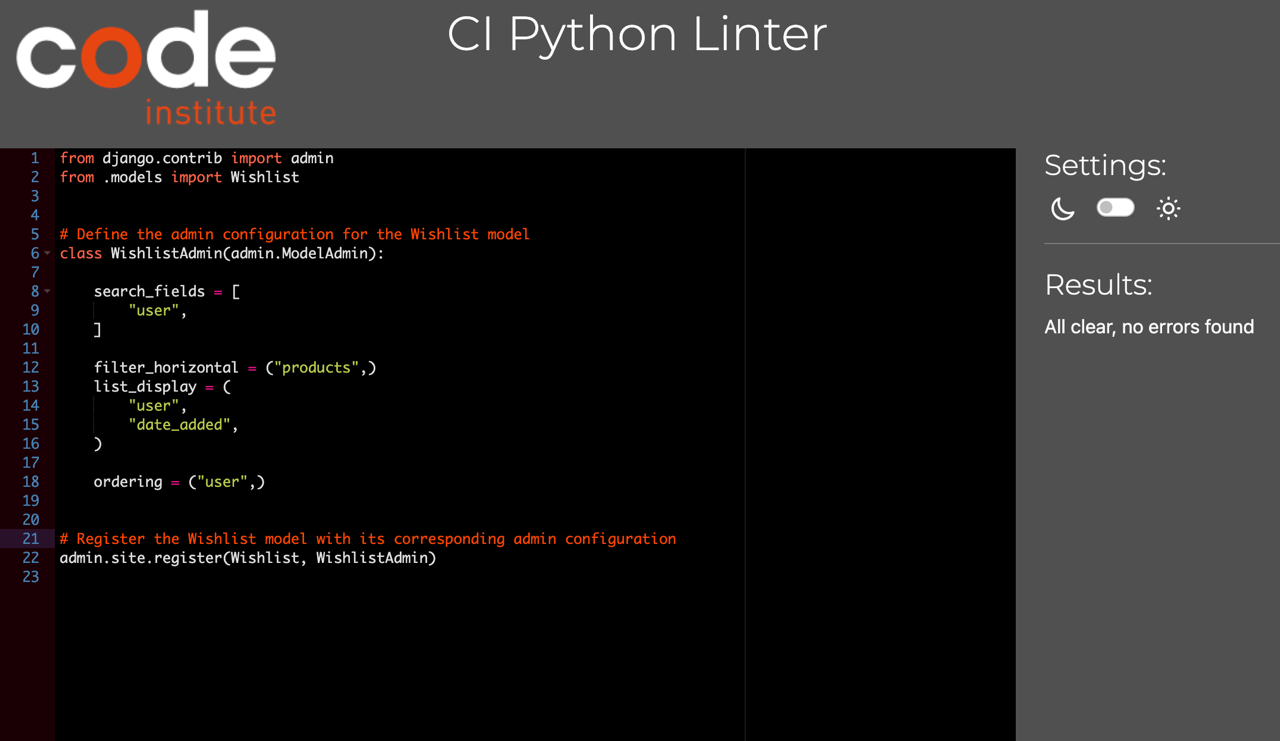 code
institute
CI Python Linter
1 from django.contrib import admin
2 from .models import Wishlist
3
4
5 # Define the admin configuration for the Wishlist model
6 class WishlistAdmin(admin.ModelAdmin):
7
8     search_fields = [
9         "user",
10     ]
11
12     filter_horizontal = ("products",)
13     list_display = (
14         "user",
15         "date_added",
16     )
17
18     ordering = ("user",)
19
20
21 # Register the Wishlist model with its corresponding admin configuration
22 admin.site.register(Wishlist, WishlistAdmin)
23
Settings:
Results:
All clear, no errors found